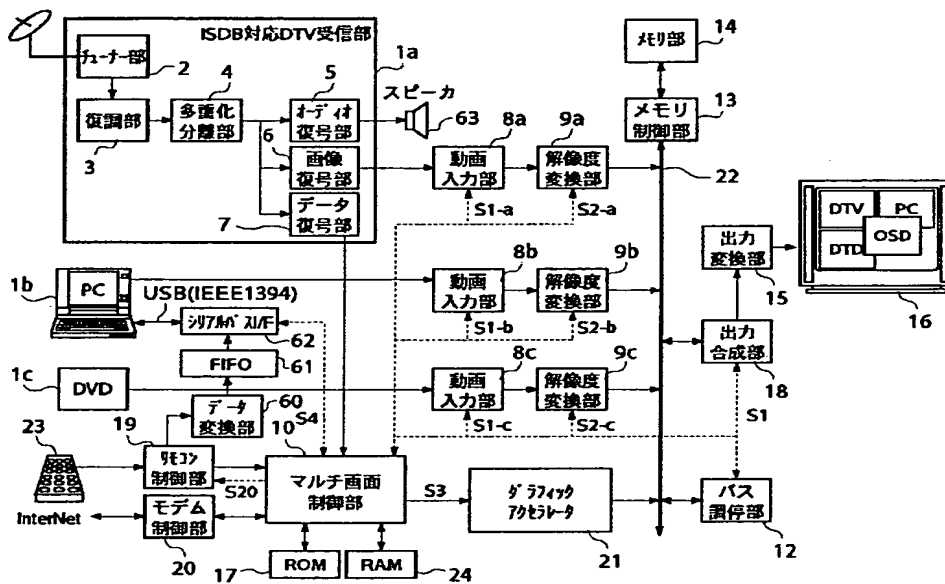 ISDB対応DTV受信部
チューナー部
2
復調部
3
4
多重化
分離部
5
オーディオ
復号部
6
画像
復号部
データ
復号部
7
1a
スピーカ
63
8a
動画
入力部
S1-a
9a
解像度
変換部
S2-a
メモリ部
14
13
メモリ
制御部
22
1b
PC
USB(IEEE1394)
シリアルバスI/F
62
FIFO
61
8b
動画
入力部
S1-b
9b
解像度
変換部
S2-b
出力
変換部
15
DTV
PC
OSD
DTD
16
出力
合成部
18
S1
1c
DVD
データ
変換部
60
S4
8c
動画
入力部
S1-c
9c
解像度
変換部
S2-c
23
19
リモコン
制御部
S20
10
マルチ画面
制御部
S3
ダラフィック
アクセラレータ
21
バス
調停部
12
InterNet
モデム
制御部
20
17
ROM
RAM
24